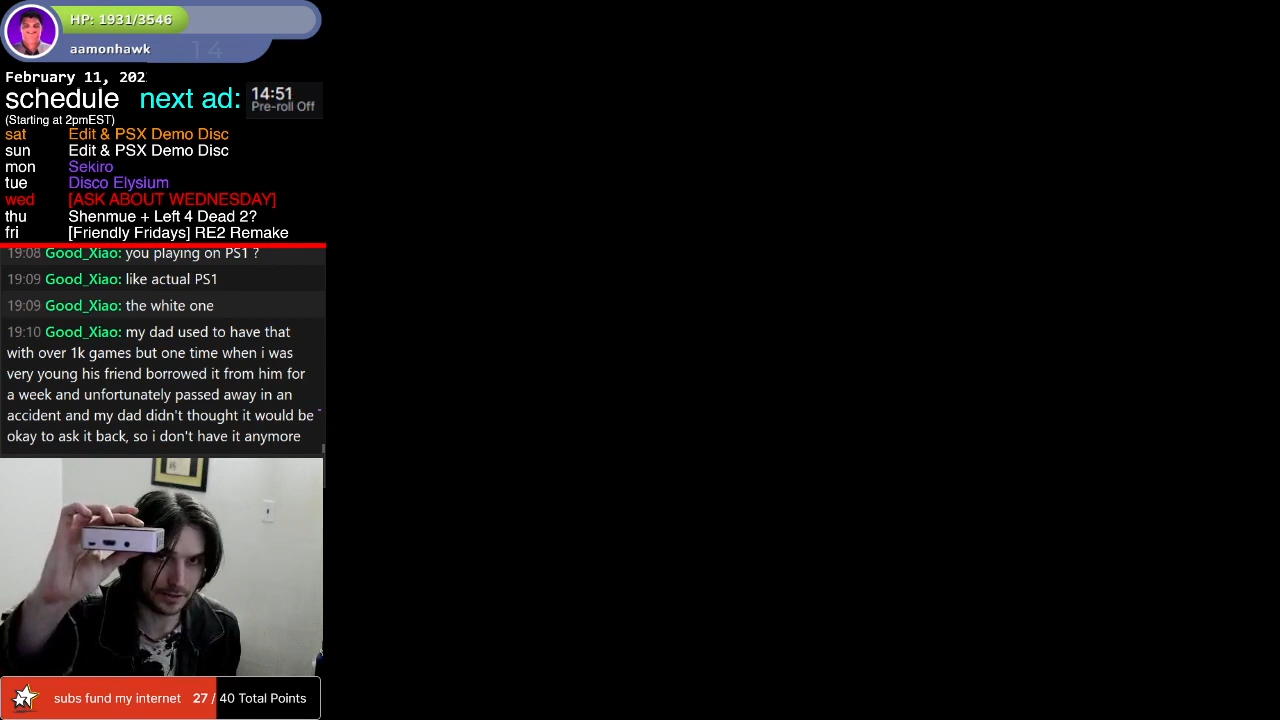 HP: 1931/3546
aamonhawk
14
February 11, 202
schedule next ad: 14:51
Pre-roll Off
(Starting at 2pmEST)
sat Edit & PSX Demo Disc
sun Edit & PSX Demo Disc
mon Sekiro
tue Disco Elysium
wed [ASK ABOUT WEDNESDAY]
thu Shenmue + Left 4 Dead 2?
fri [Friendly Fridays] RE2 Remake
19:08 Good_Xiao: you playing on PS1 ?
19:09 Good_Xiao: like actual PS1
19:09 Good_Xiao: the white one
19:10 Good_Xiao: my dad used to have that
with over 1k games but one time when i was
very young his friend borrowed it from him for
a week and unfortunately passed away in an
accident and my dad didn't thought it would be
okay to ask it back, so i don't have it anymore
7
subs fund my internet 27 / 40 Total Points